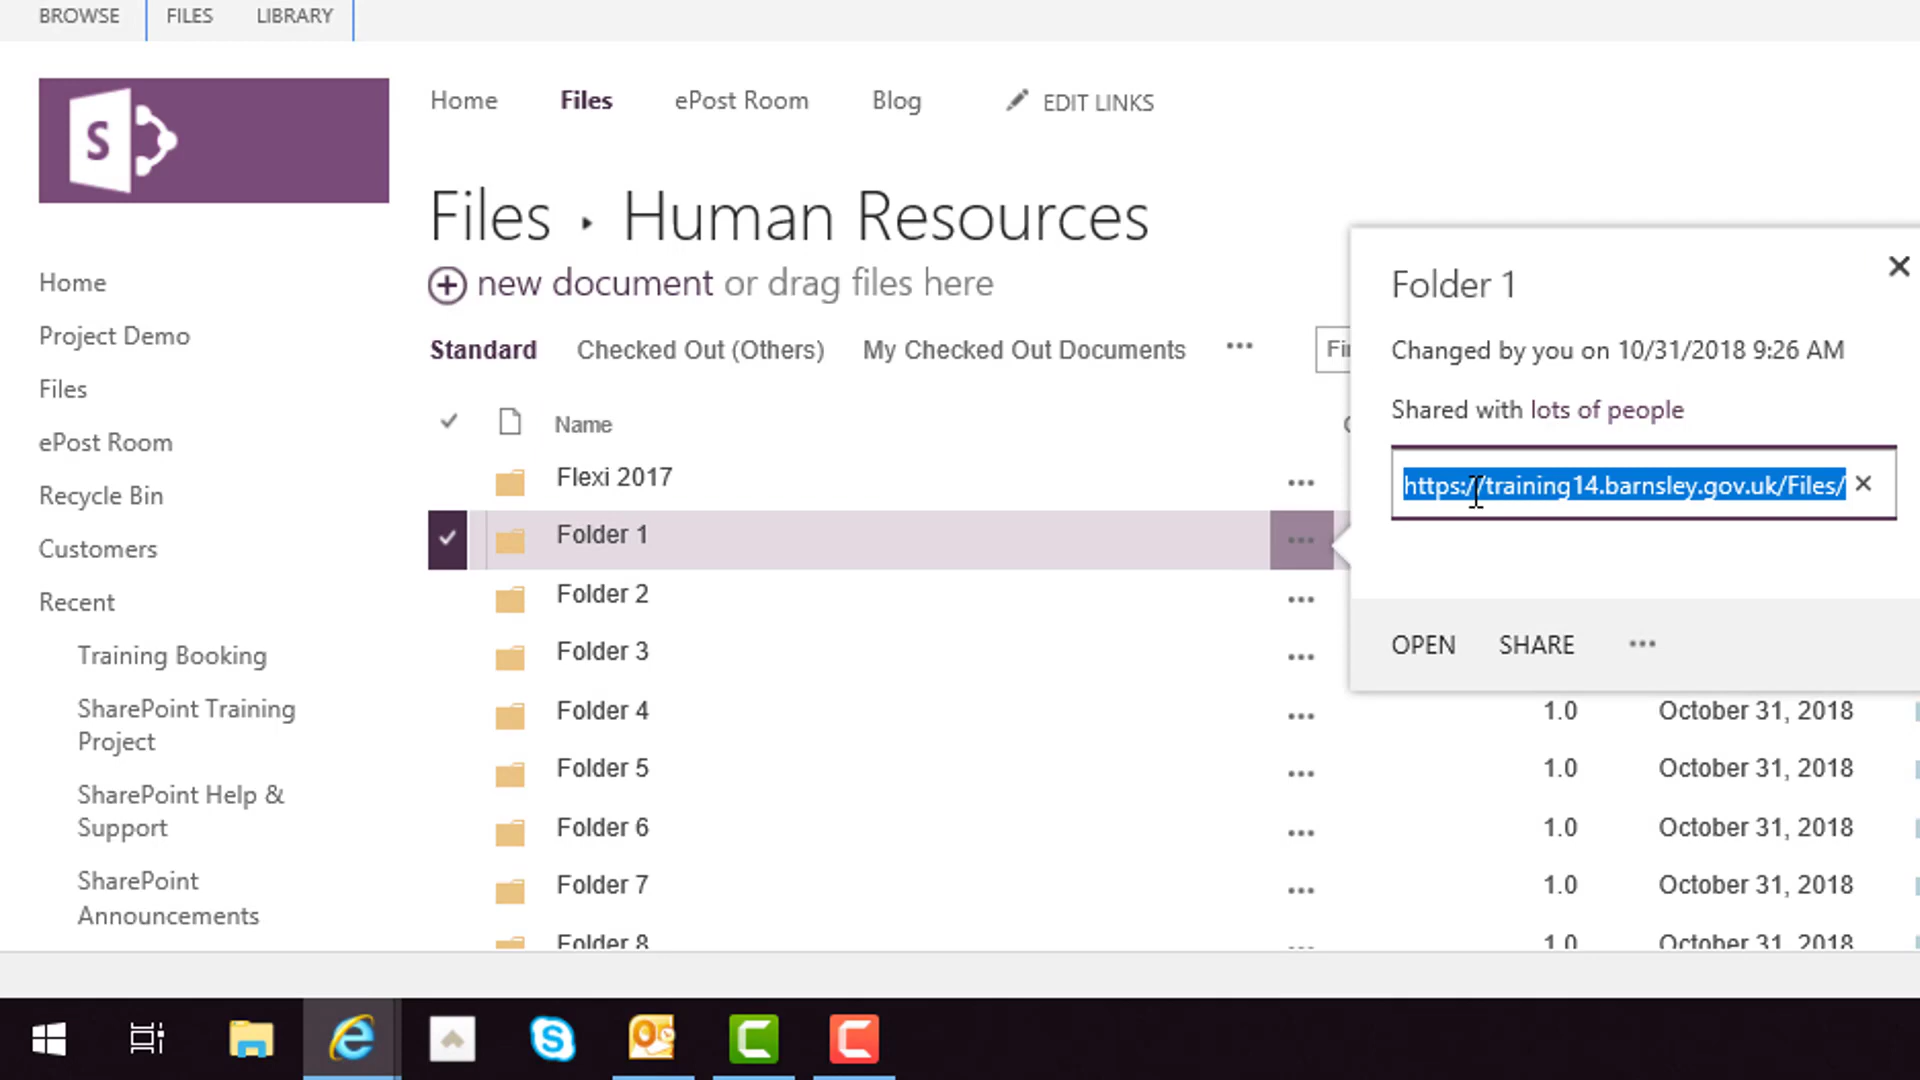 BROWSE FILES LIBRARY
S
Home Files ePost Room Blog EDIT LINKS
Files ▸ Human Resources
new document or drag files here
Standard Checked Out (Others) My Checked Out Documents ...
Name
Flexi 2017 ...
Folder 1 ...
Folder 2 ...
Folder 3 ...
Folder 4 ... 1.0 October 31, 2018
Folder 5 ... 1.0 October 31, 2018
Folder 6 ... 1.0 October 31, 2018
Folder 7 ... 1.0 October 31, 2018
Folder 8 ... 1.0 October 31, 2018
Home
Project Demo
Files
ePost Room
Recycle Bin
Customers
Recent
Training Booking
SharePoint Training
Project
SharePoint Help &
Support
SharePoint
Announcements
Folder 1
Changed by you on 10/31/2018 9:26 AM
Shared with lots of people
https://training14.barnsley.gov.uk/Files/
OPEN SHARE ...